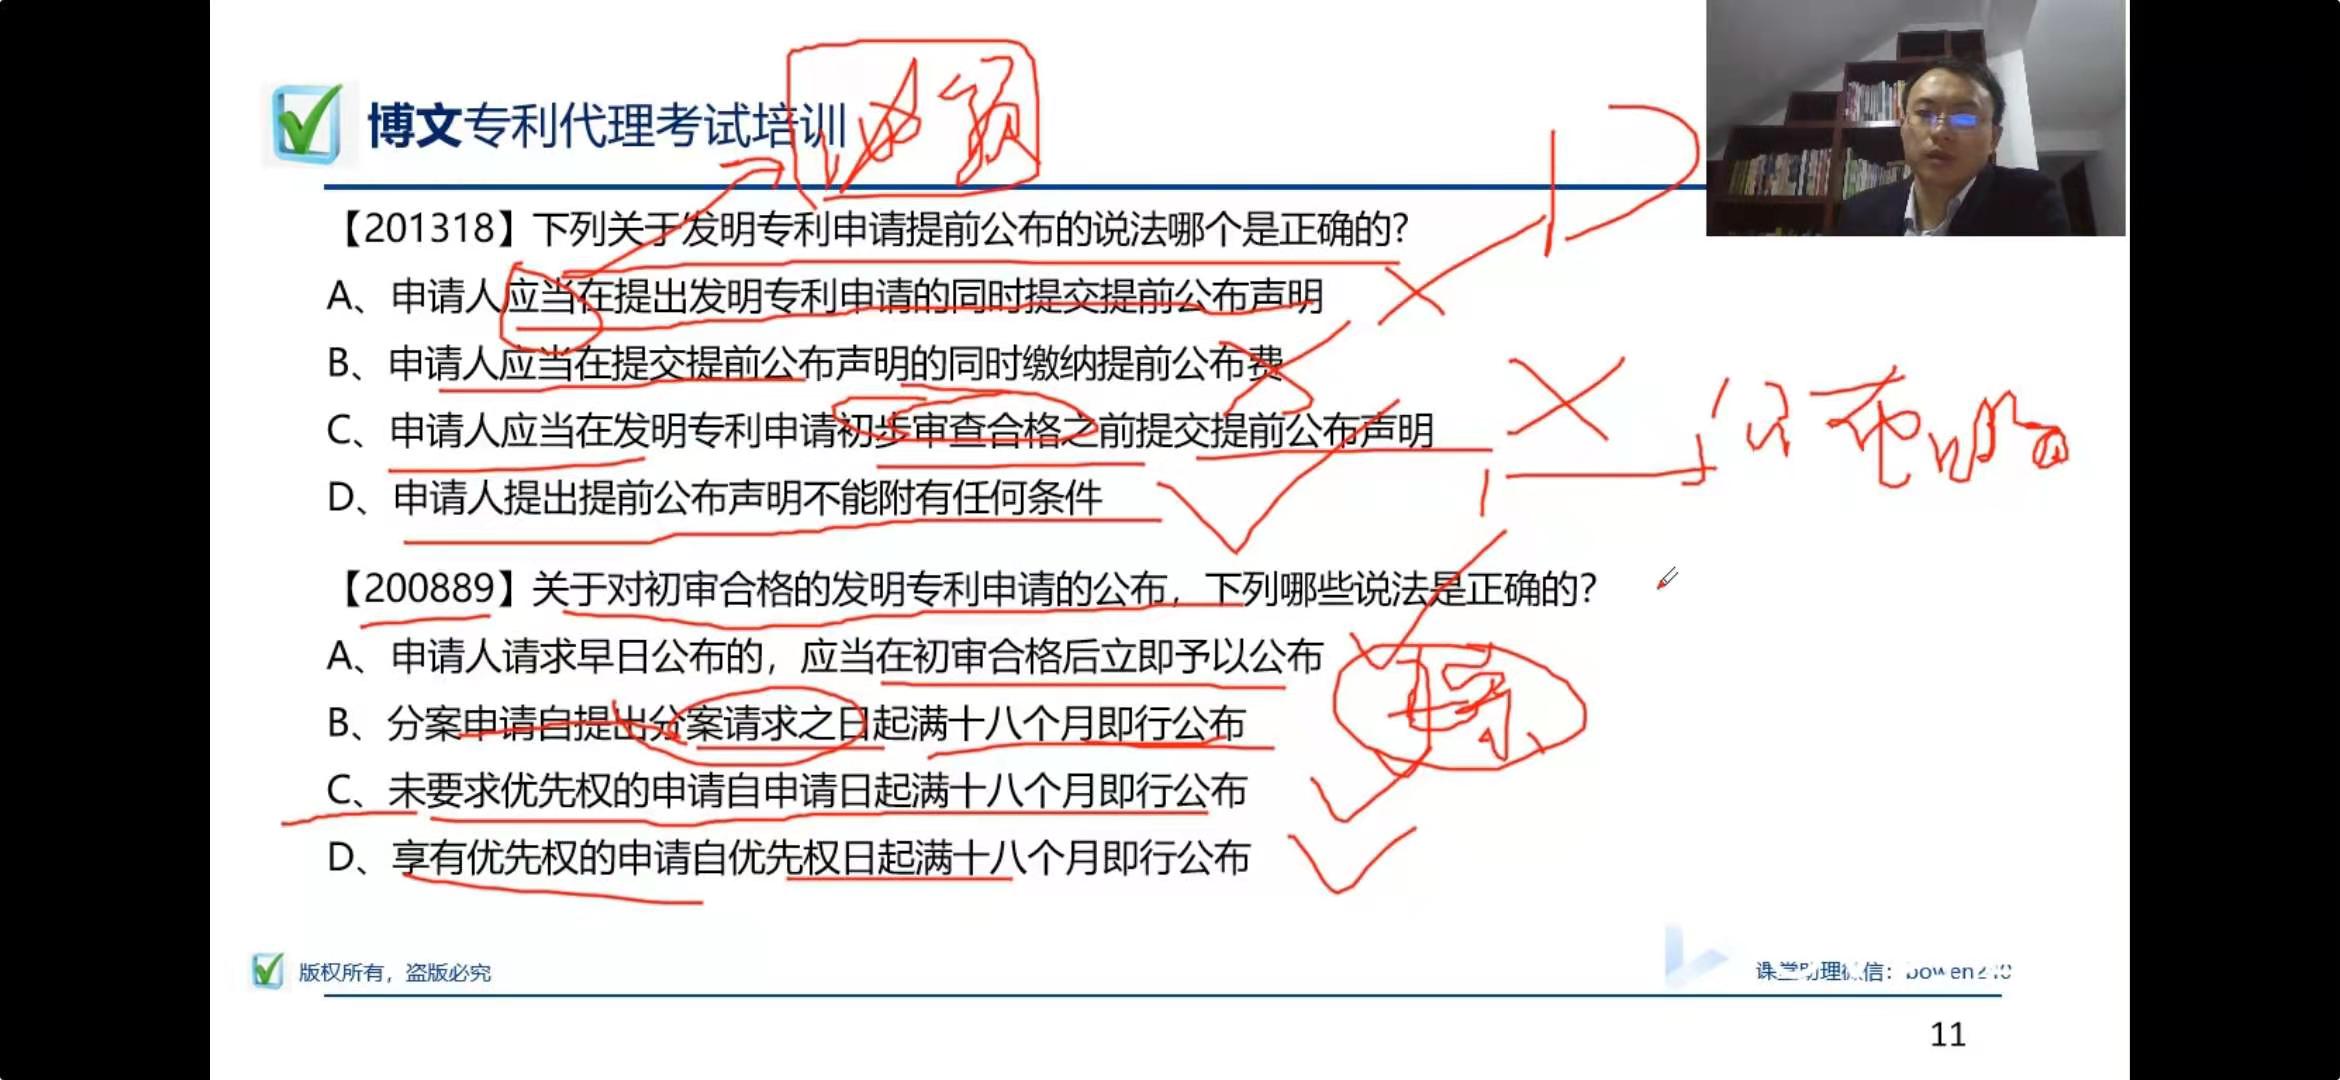 博文专利代理考试培训
必须
【201318】下列关于发明专利申请提前公布的说法哪个是正确的?
A、申请人应当在提出发明专利申请的同时提交提前公布声明
B、申请人应当在提交提前公布声明的同时缴纳提前公布费
C、申请人应当在发明专利申请初步审查合格之前提交提前公布声明
D、申请人提出提前公布声明不能附有任何条件
【200889】关于对初审合格的发明专利申请的公布，下列哪些说法是正确的?
A、申请人请求早日公布的，应当在初审合格后立即予以公布
B、分案申请自提出分案请求之日起满十八个月即行公布
C、未要求优先权的申请自申请日起满十八个月即行公布
D、享有优先权的申请自优先权日起满十八个月即行公布
版权所有，盗版必究
课堂助理微信：bowen210
11